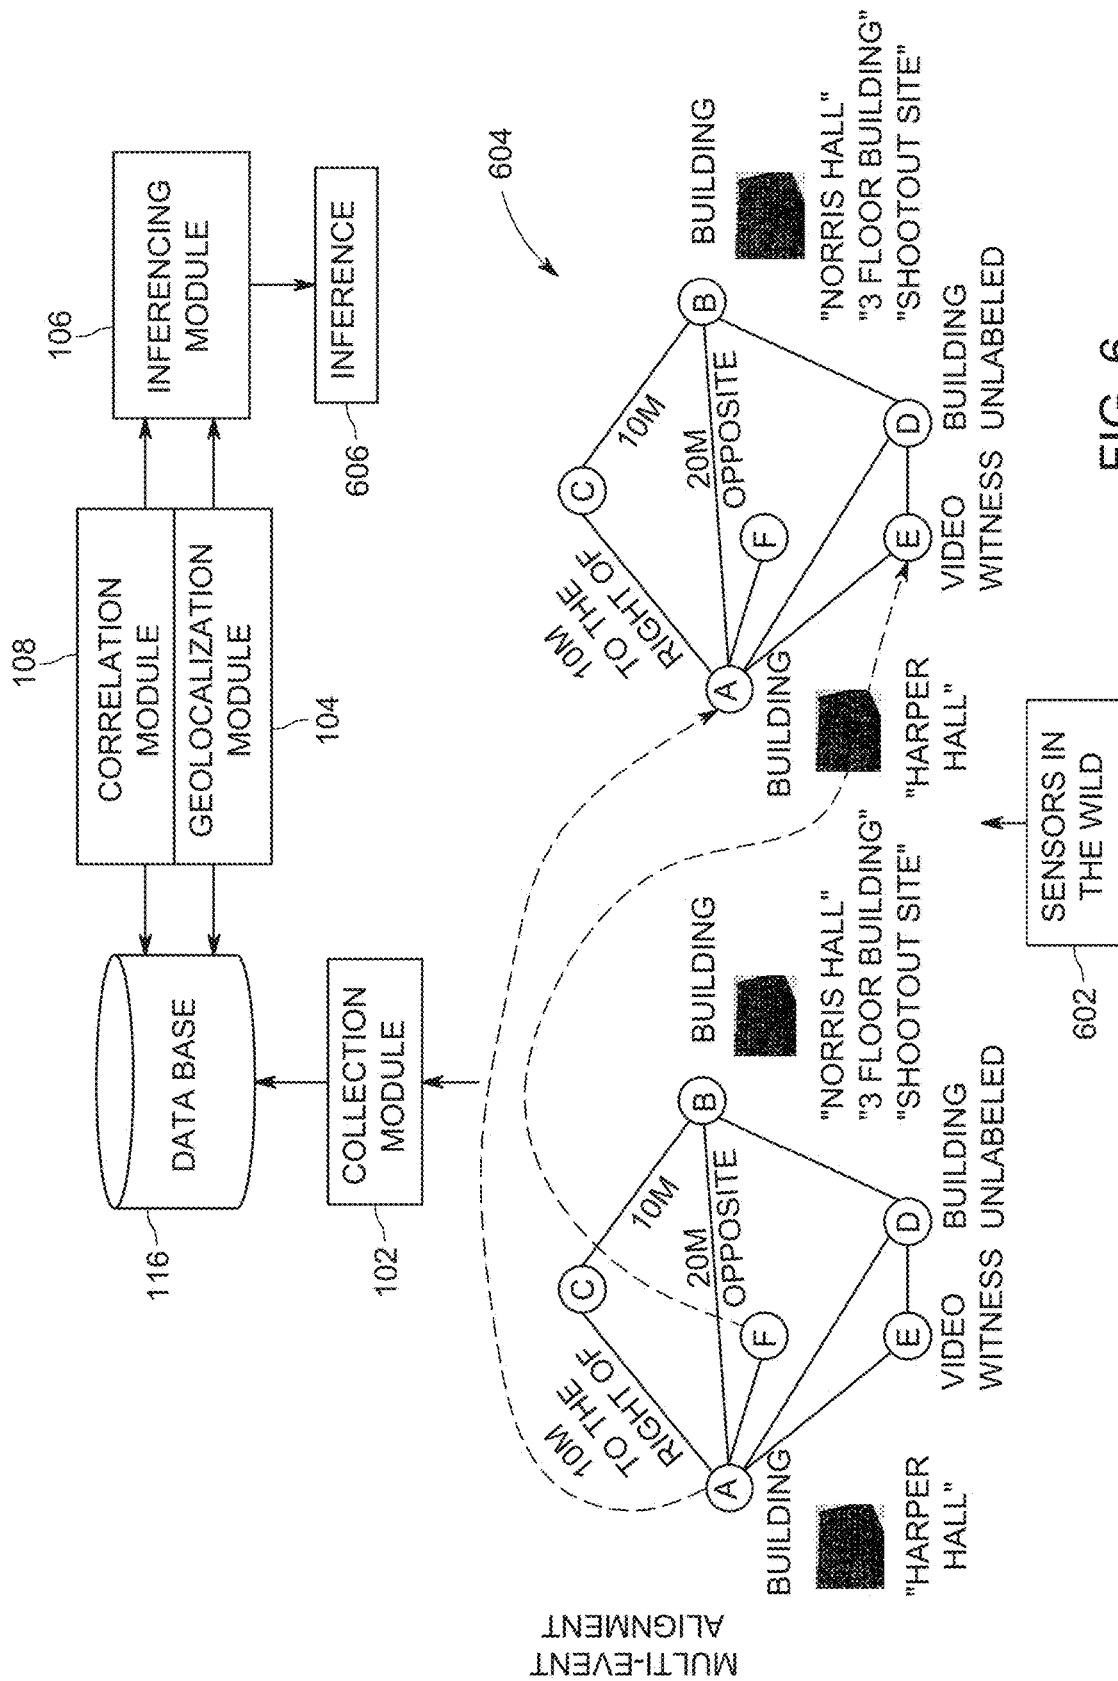 108
CORRELATION
MODULE
GEOLOCALIZATION
MODULE
104
106
INFERENCING
MODULE
INFERENCE
606
DATA BASE
116
COLLECTION
MODULE
102
604
MULTI-EVENT
ALIGNMENT
10M
TO THE
RIGHT OF
C
10M
20M
OPPOSITE
A
B
F
E
D
BUILDING
"HARPER
HALL"
VIDEO
WITNESS
BUILDING
UNLABELED
BUILDING
"NORRIS HALL"
"3 FLOOR BUILDING"
"SHOOTOUT SITE"
10M
TO THE
RIGHT OF
C
10M
20M
OPPOSITE
A
B
F
E
D
BUILDING
"HARPER
HALL"
VIDEO
WITNESS
BUILDING
UNLABELED
BUILDING
"NORRIS HALL"
"3 FLOOR BUILDING"
"SHOOTOUT SITE"
602
SENSORS IN
THE WILD
FIG. 6